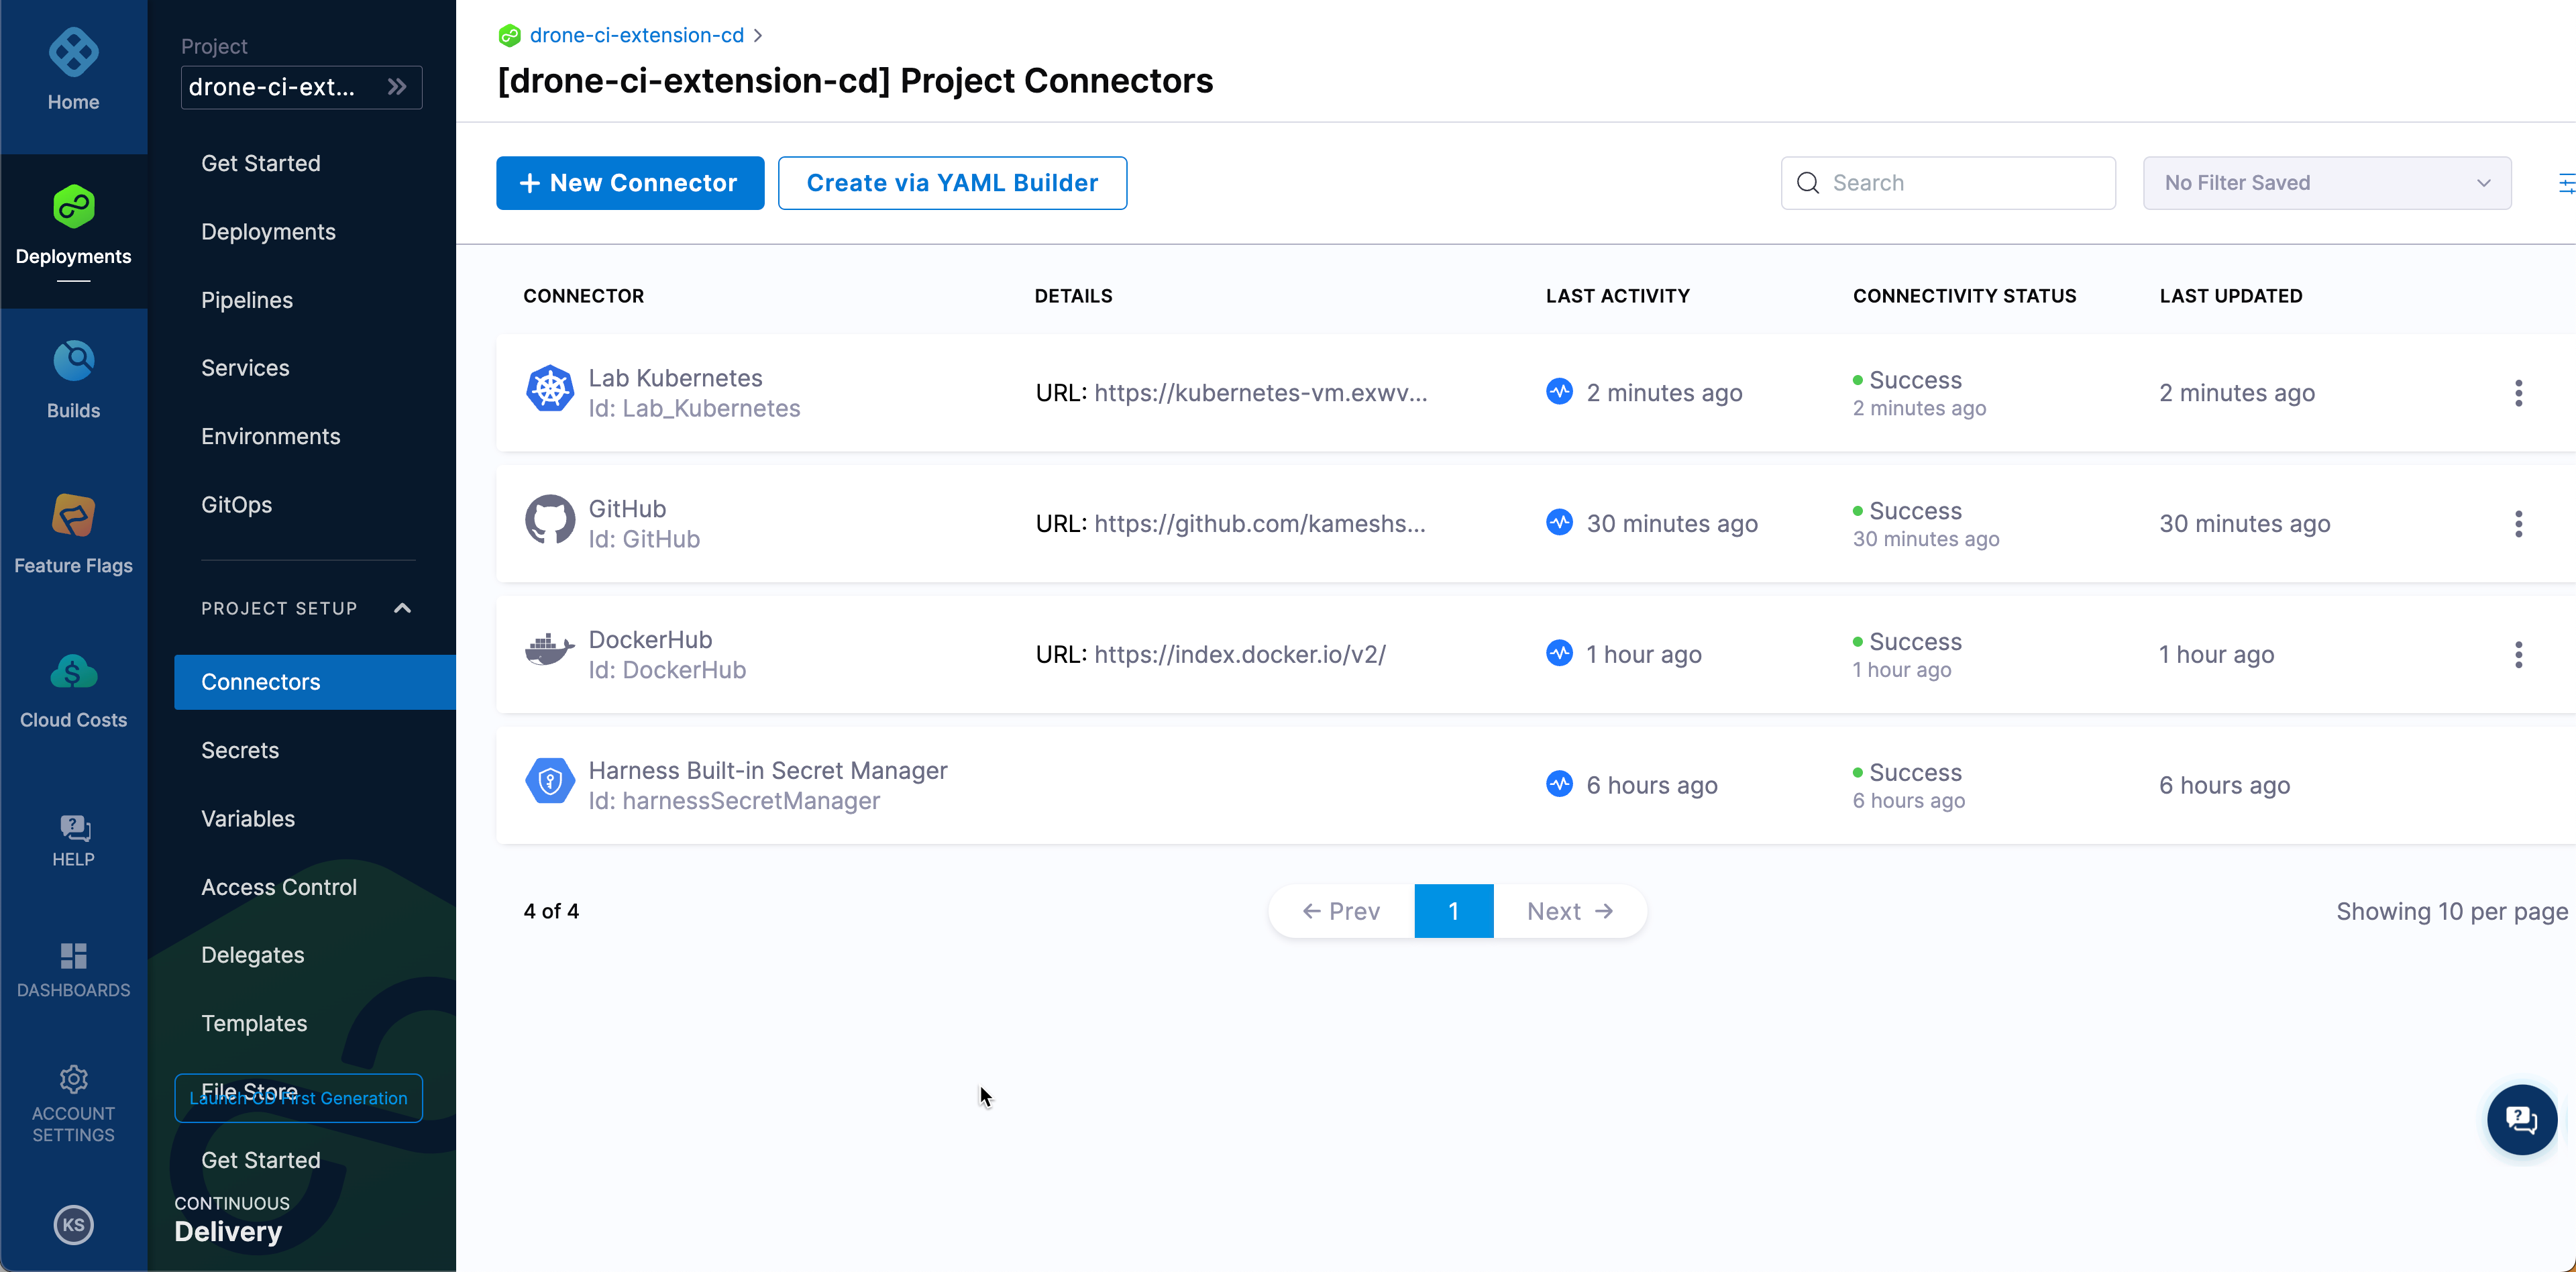 Home
Deployments
Builds
Feature Flags
Cloud Costs
HELP
DASHBOARDS
ACCOUNT
SETTINGS
KS
Project
drone-ci-ext...
Get Started
Deployments
Pipelines
Services
Environments
GitOps
PROJECT SETUP
Connectors
Secrets
Variables
Access Control
Delegates
Templates
File Store
Launch CD First Generation
Get Started
CONTINUOUS
Delivery
drone-ci-extension-cd
[drone-ci-extension-cd] Project Connectors
+ New Connector Create via YAML Builder Search No Filter Saved
CONNECTOR DETAILS LAST ACTIVITY CONNECTIVITY STATUS LAST UPDATED
Lab Kubernetes
Id: Lab_Kubernetes
URL: https://kubernetes-vm.exwv...
2 minutes ago
Success
2 minutes ago
2 minutes ago
GitHub
Id: GitHub
URL: https://github.com/kameshs...
30 minutes ago
Success
30 minutes ago
30 minutes ago
DockerHub
Id: DockerHub
URL: https://index.docker.io/v2/
1 hour ago
Success
1 hour ago
1 hour ago
Harness Built-in Secret Manager
Id: harnessSecretManager
6 hours ago
Success
6 hours ago
6 hours ago
4 of 4 ← Prev 1 Next → Showing 10 per page